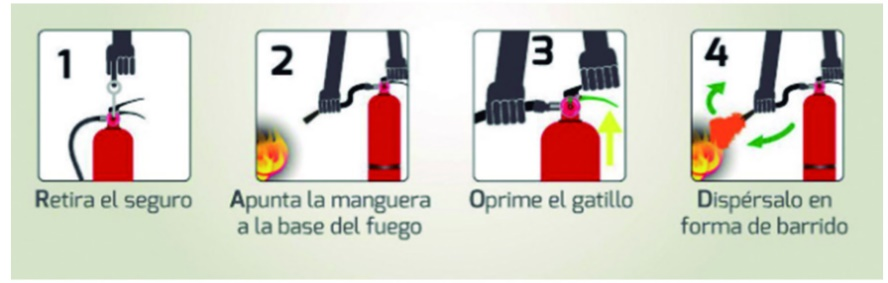 1
Retira el seguro
2
Apunta la manguera
a la base del fuego
3
Oprime el gatillo
4
Dispérsalo en
forma de barrido